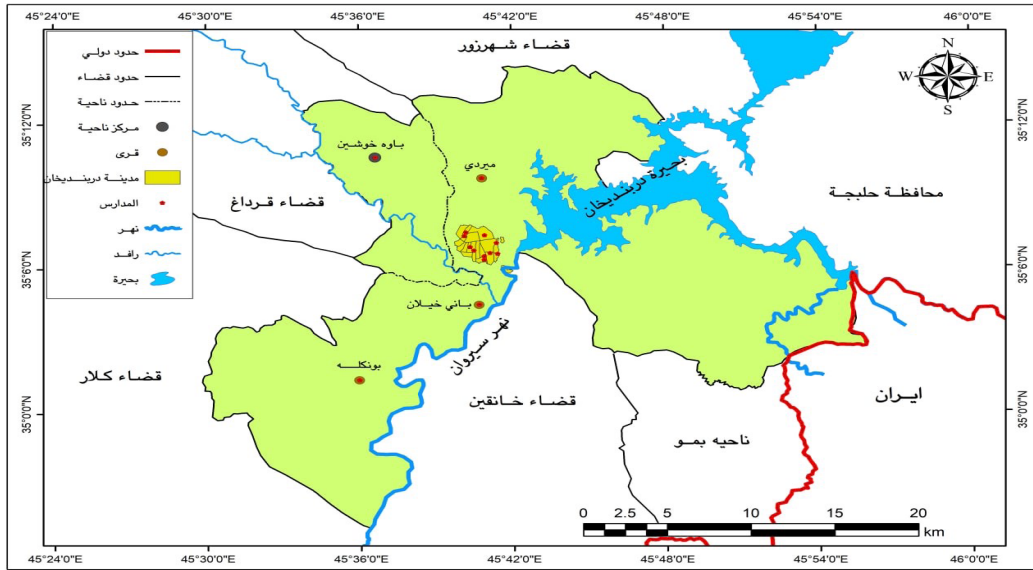 45°24'0"E 45°30'0"E 45°36'0"E 45°42'0"E 45°48'0"E 45°54'0"E 46°0'0"E
حدود دولي
حدود قضاء
حدود ناحية
مركز ناحية
قرى
مدينة دربنديخان
المدارس
نهر
رافد
بحيرة
قضاء شهرزور
N
W E
S
35°12'0"N 35°12'0"N
باوه خوشين
ميردي
بحيرة دربنديخان
محافظة حلبجة
قضاء قرداغ
35°6'0"N 35°6'0"N
باني خيلان
نهر سيروان
بونكله
قضاء كلار
قضاء خانقين
ايران
35°0'0"N 35°0'0"N
ناحيه بمو
0 2.5 5 10 15 20
km
45°24'0"E 45°30'0"E 45°36'0"E 45°42'0"E 45°48'0"E 45°54'0"E 46°0'0"E